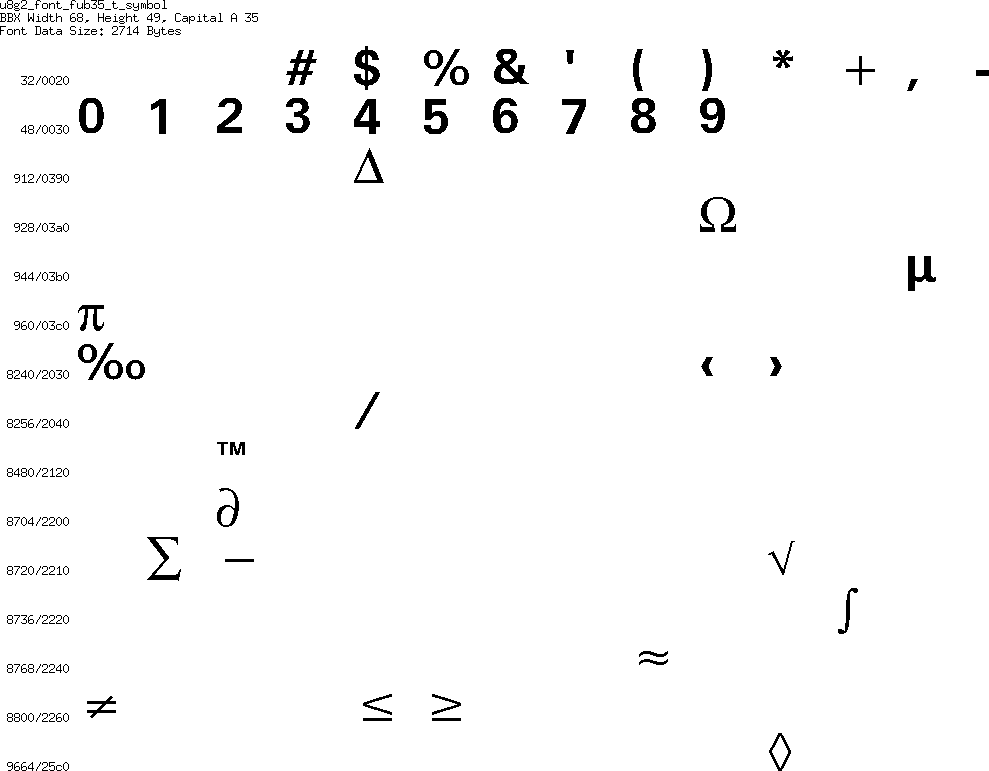 u8g2_font_fub35_t_symbol
BBX Width 68, Height 49, Capital A 35
Font Data Size: 2714 Bytes
32/0020 # $ % & ' ( ) * + , -
48/0030 0 1 2 3 4 5 6 7 8 9
912/0390 Δ
928/03a0 Ω
944/03b0 μ
960/03c0 π
8240/2030 ‰ ‹ ›
8256/2040 ⁄
8480/2120 ™
8704/2200 ∂
8720/2210 ∑ − √
8736/2220 ∫
8768/2240 ≈
8800/2260 ≠ ≤ ≥
9664/25c0 ◊